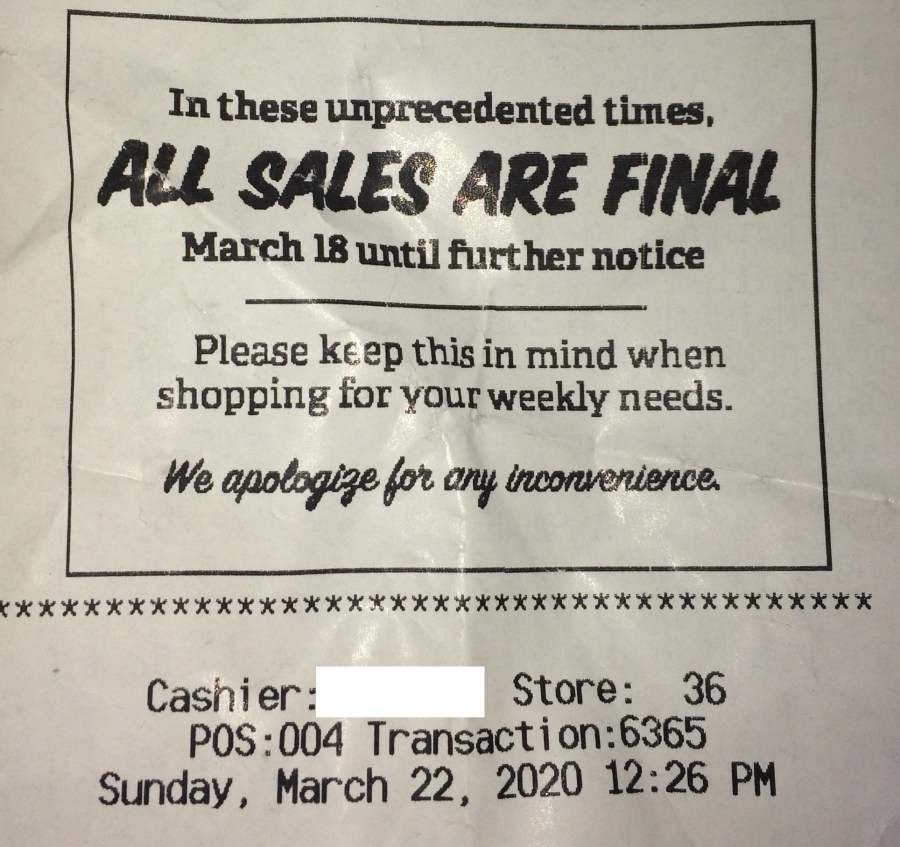 In these unprecedented times,
ALL SALES ARE FINAL
March 18 until further notice
Please keep this in mind when
shopping for your weekly needs.
We apologize for any inconvenience.
*****************************************
Cashier: Store: 36
POS:004 Transaction:6365
Sunday, March 22, 2020 12:26 PM